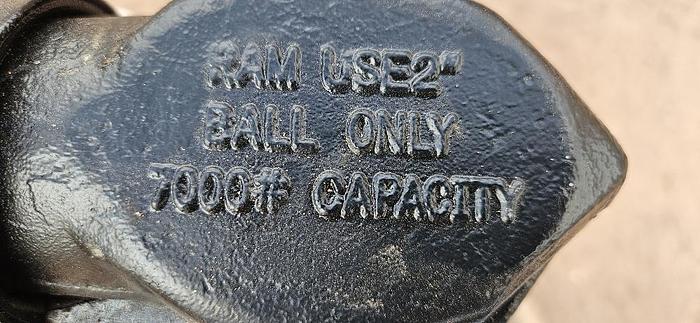 RAM USE 2"
BALL ONLY
7000# CAPACITY